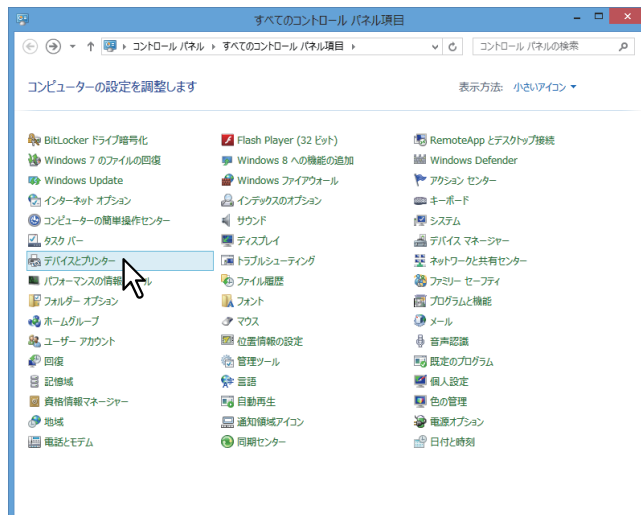 すべてのコントロール パネル項目
コントロール パネル ▸ すべてのコントロール パネル項目 ▸
コントロール パネルの検索
コンピューターの設定を調整します
表示方法: 小さいアイコン
BitLocker ドライブ暗号化
Flash Player (32 ビット)
RemoteApp とデスクトップ接続
Windows 7 のファイルの回復
Windows 8 への機能の追加
Windows Defender
Windows Update
Windows ファイアウォール
アクション センター
インターネット オプション
インデックスのオプション
キーボード
コンピューターの簡単操作センター
サウンド
システム
タスク バー
ディスプレイ
デバイス マネージャー
デバイスとプリンター
トラブルシューティング
ネットワークと共有センター
パフォーマンスの情報
ファイル履歴
ファミリー セーフティ
フォルダー オプション
フォント
プログラムと機能
ホームグループ
マウス
メール
ユーザー アカウント
位置情報の設定
音声認識
回復
管理ツール
既定のプログラム
記憶域
言語
個人設定
資格情報マネージャー
自動再生
色の管理
地域
通知領域アイコン
電源オプション
電話とモデム
同期センター
日付と時刻